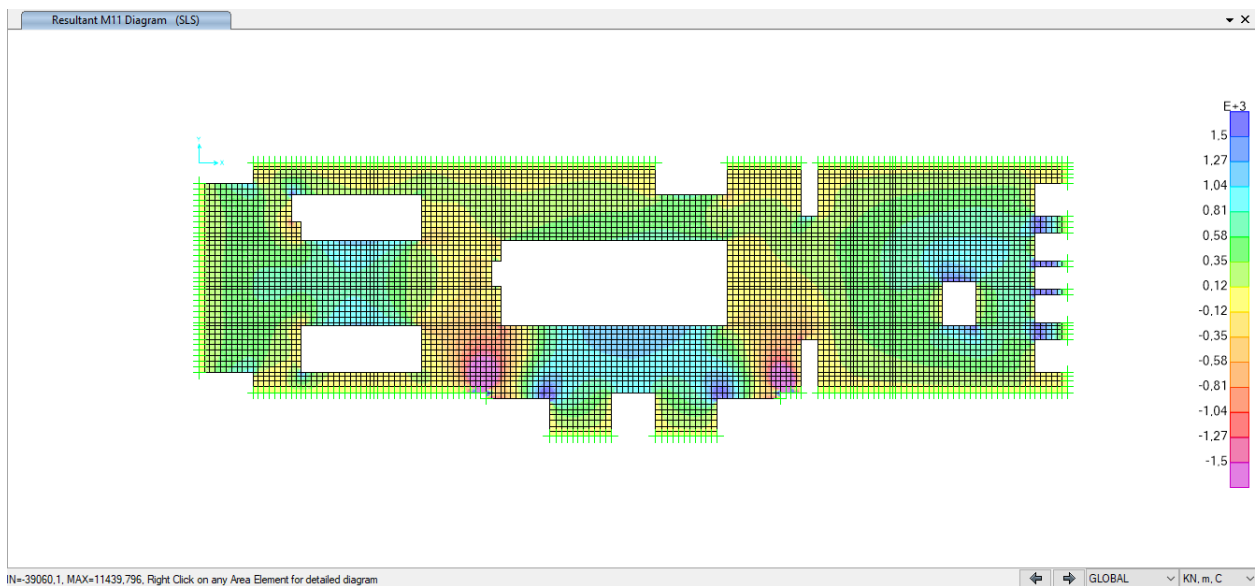 Resultant M11 Diagram (SLS)
E+3
1,5
1,27
1,04
0,81
0,58
0,35
0,12
-0,12
-0,35
-0,58
-0,81
-1,04
-1,27
-1,5
IN=-39060,1, MAX=11439,796, Right Click on any Area Element for detailed diagram
GLOBAL
KN, m, C